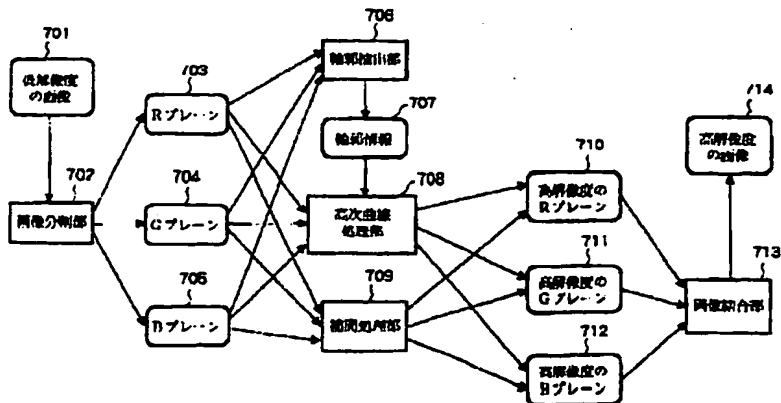 701
低解像度
の画像
702
画像分割部
703
Rプレーン
704
Gプレーン
705
Bプレーン
706
輪郭検出部
707
輪郭情報
708
高次曲線
処理部
709
補間処理部
710
高解像度の
Rプレーン
711
高解像度の
Gプレーン
712
高解像度の
Bプレーン
713
画像結合部
714
高解像度
の画像